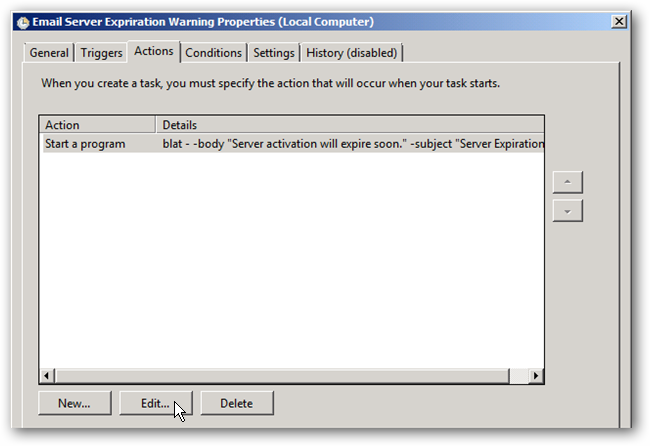 Email Server Expriration Warning Properties (Local Computer)
General Triggers Actions Conditions Settings History (disabled)
When you create a task, you must specify the action that will occur when your task starts.
Action Details
Start a program blat - -body "Server activation will expire soon." -subject "Server Expiration
New... Edit... Delete